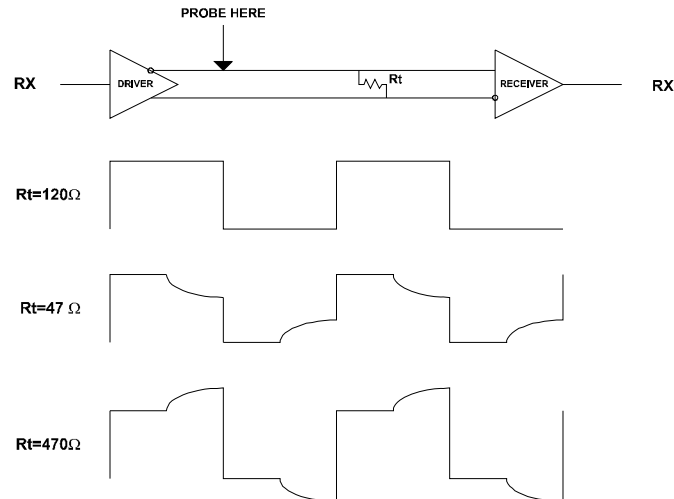 PROBE HERE
RX
DRIVER
Rt
RECEIVER
RX
Rt=120Ω
Rt=47 Ω
Rt=470Ω